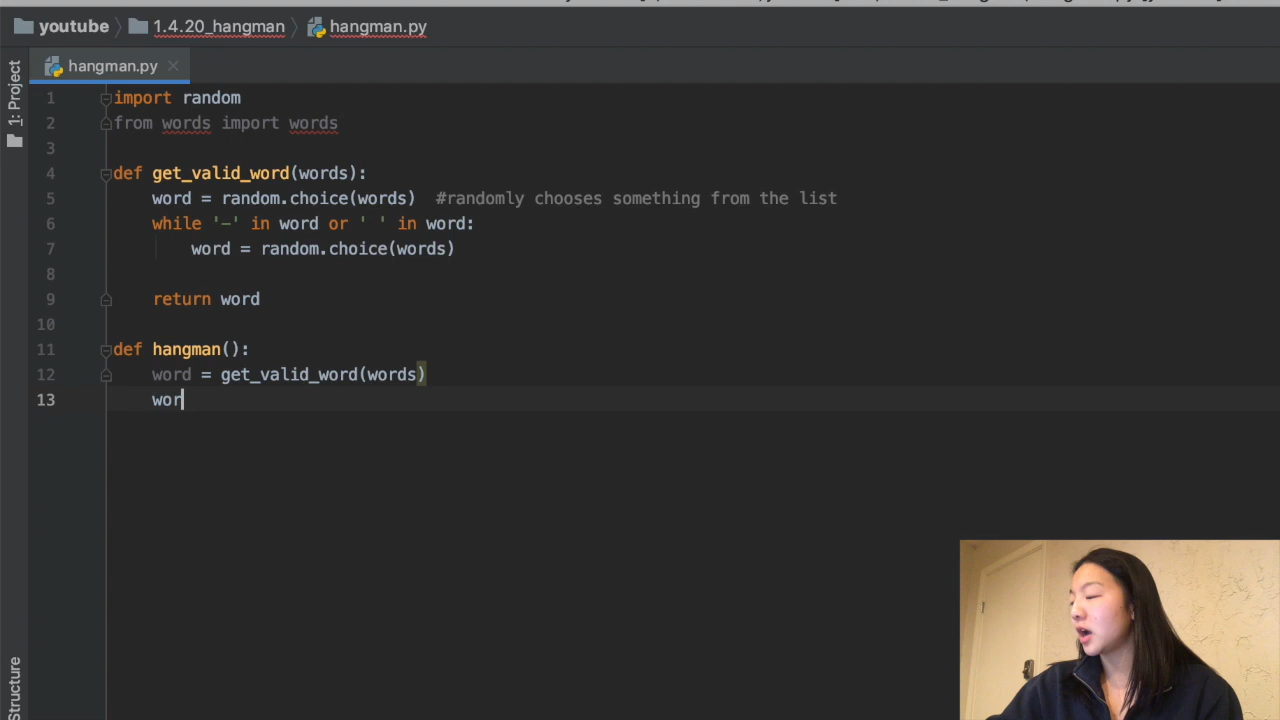 youtube 1.4.20_hangman hangman.py
hangman.py
1: Project
Structure
1 import random
2 from words import words
3
4 def get_valid_word(words):
5 word = random.choice(words)  #randomly chooses something from the list
6 while '-' in word or ' ' in word:
7 word = random.choice(words)
8
9 return word
10
11 def hangman():
12 word = get_valid_word(words)
13 wor